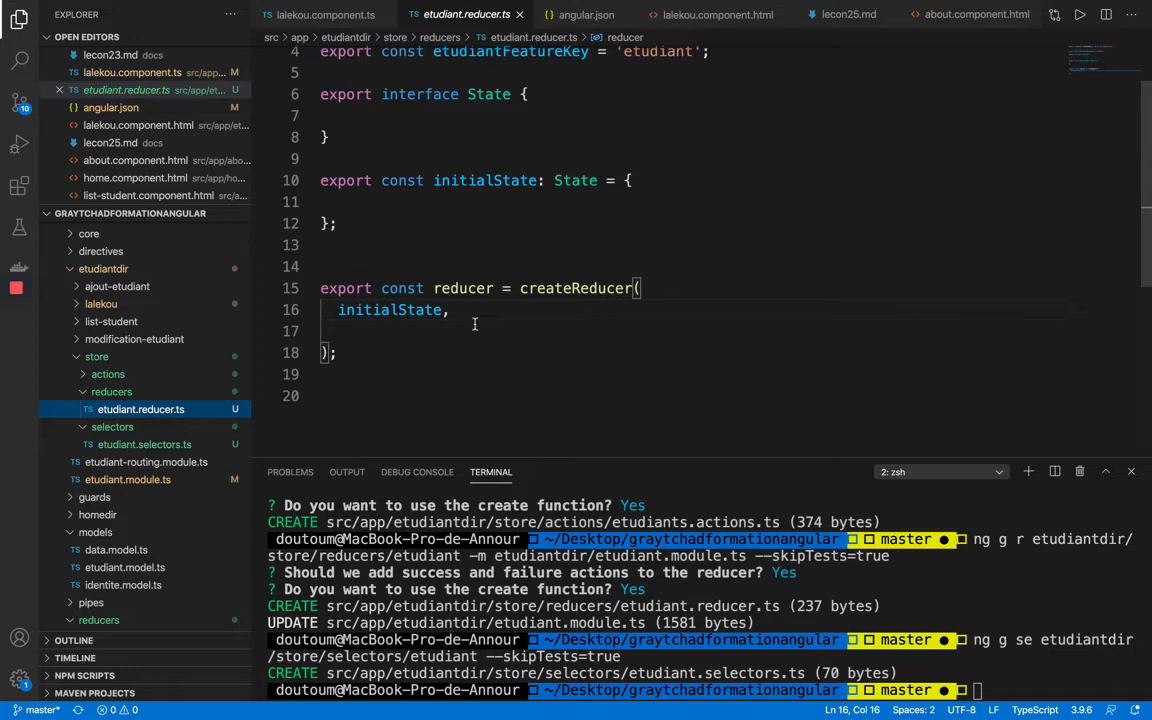 EXPLORER
lalekou.component.ts
etudiant.reducer.ts
angular.json
lalekou.component.html
lecon25.md
about.component.html
src > app > etudiantdir > store > reducers > etudiant.reducer.ts > reducer
OPEN EDITORS
lecon23.md docs
lalekou.component.ts src/app... M
etudiant.reducer.ts src/app/et... U
angular.json M
lalekou.component.html src/app/et...
lecon25.md docs
about.component.html src/app/abo...
home.component.html src/app/ho...
list-student.component.html src/a...
GRAYTCHADFORMATIONANGULAR
core
directives
etudiantdir
ajout-etudiant
lalekou
list-student
modification-etudiant
store
actions
reducers
etudiant.reducer.ts U
selectors
etudiant.selectors.ts U
etudiant-routing.module.ts
etudiant.module.ts M
guards
homedir
models
data.model.ts
etudiant.model.ts
identite.model.ts
pipes
reducers
OUTLINE
TIMELINE
NPM SCRIPTS
MAVEN PROJECTS
10
1
4 export const etudiantFeatureKey = 'etudiant';
5
6 export interface State {
7
8 }
9
10 export const initialState: State = {
11
12 };
13
14
15 export const reducer = createReducer(
16 initialState,
17
18 );
19
20
PROBLEMS OUTPUT DEBUG CONSOLE TERMINAL 2: zsh
? Do you want to use the create function? Yes
CREATE src/app/etudiantdir/store/actions/etudiants.actions.ts (374 bytes)
doutoum@MacBook-Pro-de-Annour ~/Desktop/graytchadformationangular master ● ng g r etudiantdir/
store/reducers/etudiant -m etudiantdir/etudiant.module.ts --skipTests=true
? Should we add success and failure actions to the reducer? Yes
? Do you want to use the create function? Yes
CREATE src/app/etudiantdir/store/reducers/etudiant.reducer.ts (237 bytes)
UPDATE src/app/etudiantdir/etudiant.module.ts (1581 bytes)
doutoum@MacBook-Pro-de-Annour ~/Desktop/graytchadformationangular master ● ng g se etudiantdir
/store/selectors/etudiant --skipTests=true
CREATE src/app/etudiantdir/store/selectors/etudiant.selectors.ts (70 bytes)
doutoum@MacBook-Pro-de-Annour ~/Desktop/graytchadformationangular master ●
master* 0 0 Ln 16, Col 16 Spaces: 2 UTF-8 LF TypeScript 3.9.6